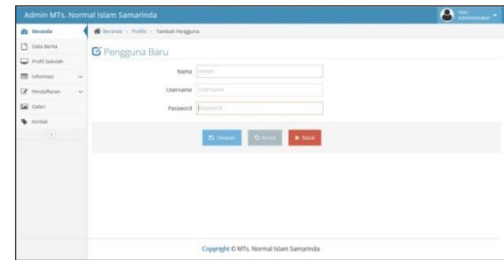 Admin MTs. Normal Islam Samarinda
Administrator
Beranda
Beranda > Profile > Tambah Pengguna
Data Berita
Profil Sekolah
Informasi
Pendaftaran
Galeri
Kontak
Pengguna Baru
Nama
Nama
Username
Username
Password
Password
Simpan
Reset
Batal
Copyright © MTs. Normal Islam Samarinda